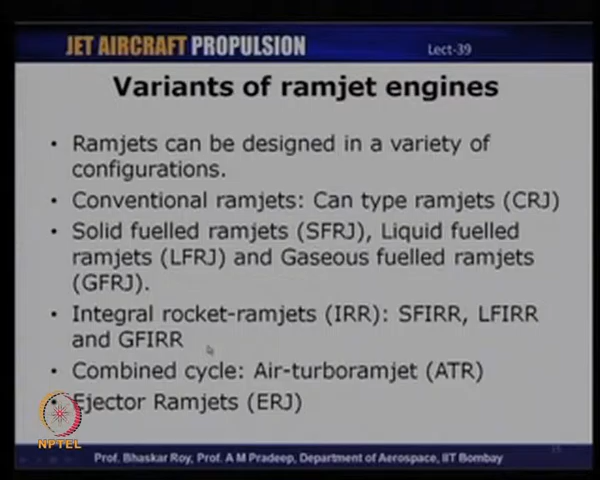 JET AIRCRAFT PROPULSION Lect-39
Variants of ramjet engines
• Ramjets can be designed in a variety of
configurations.
• Conventional ramjets: Can type ramjets (CRJ)
• Solid fuelled ramjets (SFRJ), Liquid fuelled
ramjets (LFRJ) and Gaseous fuelled ramjets
(GFRJ).
• Integral rocket-ramjets (IRR): SFIRR, LFIRR
and GFIRR
• Combined cycle: Air-turboramjet (ATR)
• Ejector Ramjets (ERJ)
NPTEL
Prof. Bhaskar Roy, Prof. A M Pradeep, Department of Aerospace, IIT Bombay